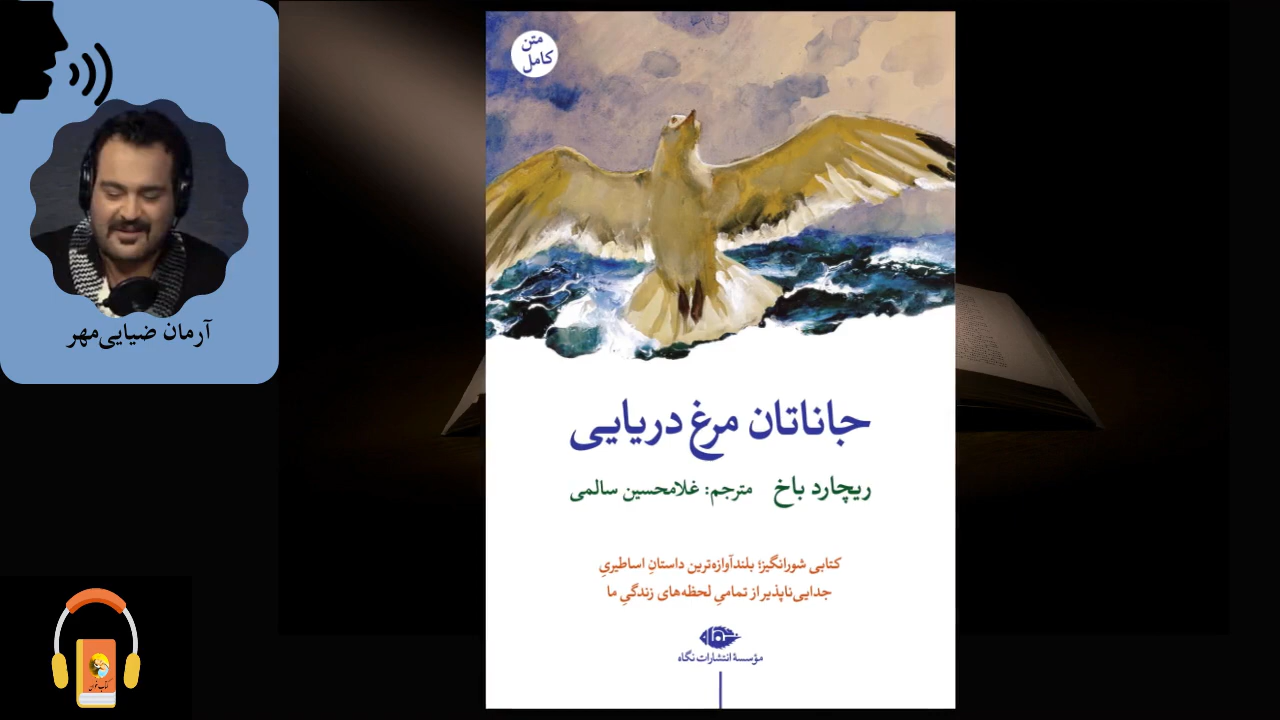 متن
کامل
آرمان ضیایی‌مهر
جاناتان مرغ دریایی
ریچارد باخ مترجم: غلامحسین سالمی
کتابی شورانگیز؛ بلندآوازه‌ترین داستانِ اساطیریِ
جدایی‌ناپذیر از تمامیِ لحظه‌های زندگیِ ما
مؤسسهٔ انتشارات نگاه